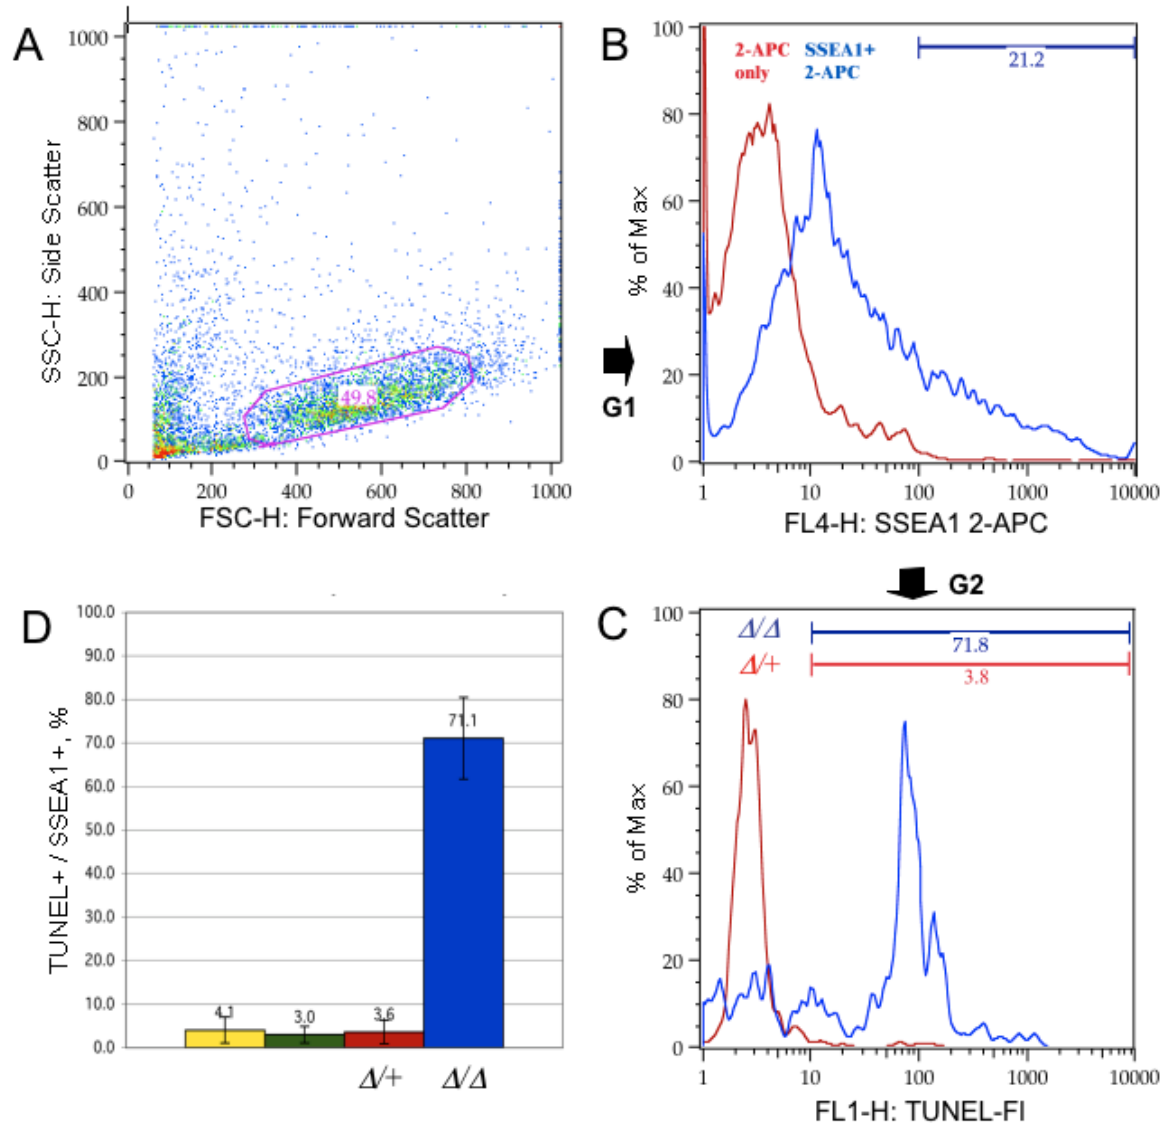 A
SSC-H: Side Scatter
1000
800
600
400
200
0
49.8
0 200 400 600 800 1000
FSC-H: Forward Scatter
G1
B
% of Max
100
80
60
40
20
0
2-APC only
SSEA1+ 2-APC
21.2
1 10 100 1000 10000
FL4-H: SSEA1 2-APC
G2
D
TUNEL+ / SSEA1+, %
100.0
90.0
80.0
70.0
60.0
50.0
40.0
30.0
20.0
10.0
0.0
4.1
3.0
3.6
71.1
Δ/+ Δ/Δ
C
% of Max
100
80
60
40
20
0
Δ/Δ
71.8
Δ/+
3.8
1 10 100 1000 10000
FL1-H: TUNEL-Fl